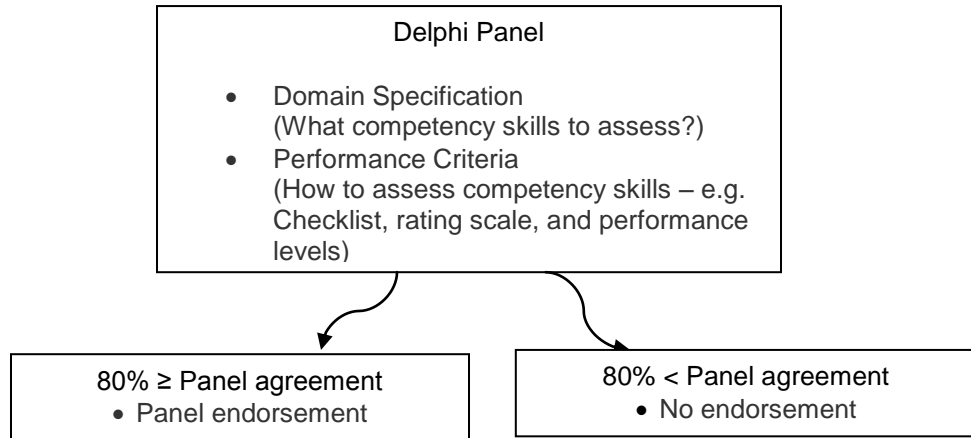 Delphi Panel
• Domain Specification
(What competency skills to assess?)
• Performance Criteria
(How to assess competency skills – e.g.
Checklist, rating scale, and performance
levels)
80% ≥ Panel agreement
• Panel endorsement
80% < Panel agreement
• No endorsement